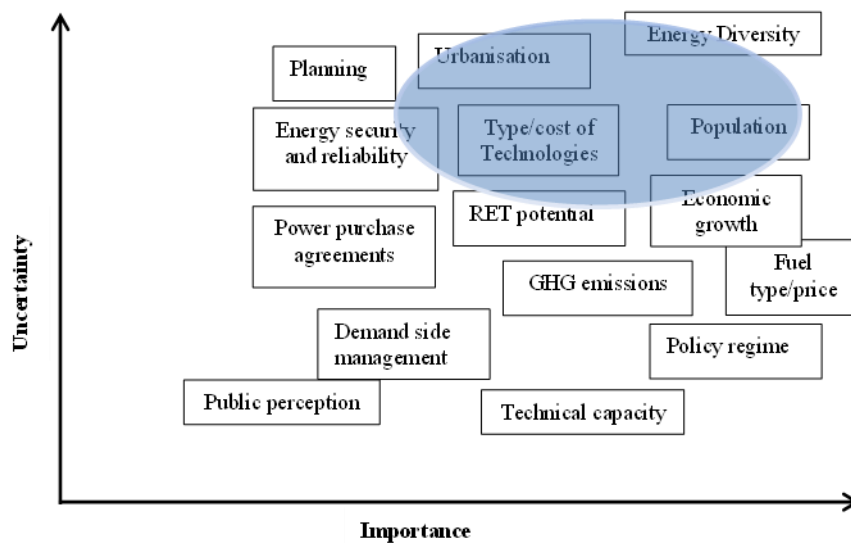 Energy Diversity
Urbanisation
Planning
Energy security
and reliability
Type/cost of
Technologies
Population
Power purchase
agreements
RET potential
Economic
growth
GHG emissions
Fuel
type/price
Demand side
management
Policy regime
Public perception
Technical capacity
Uncertainty
Importance